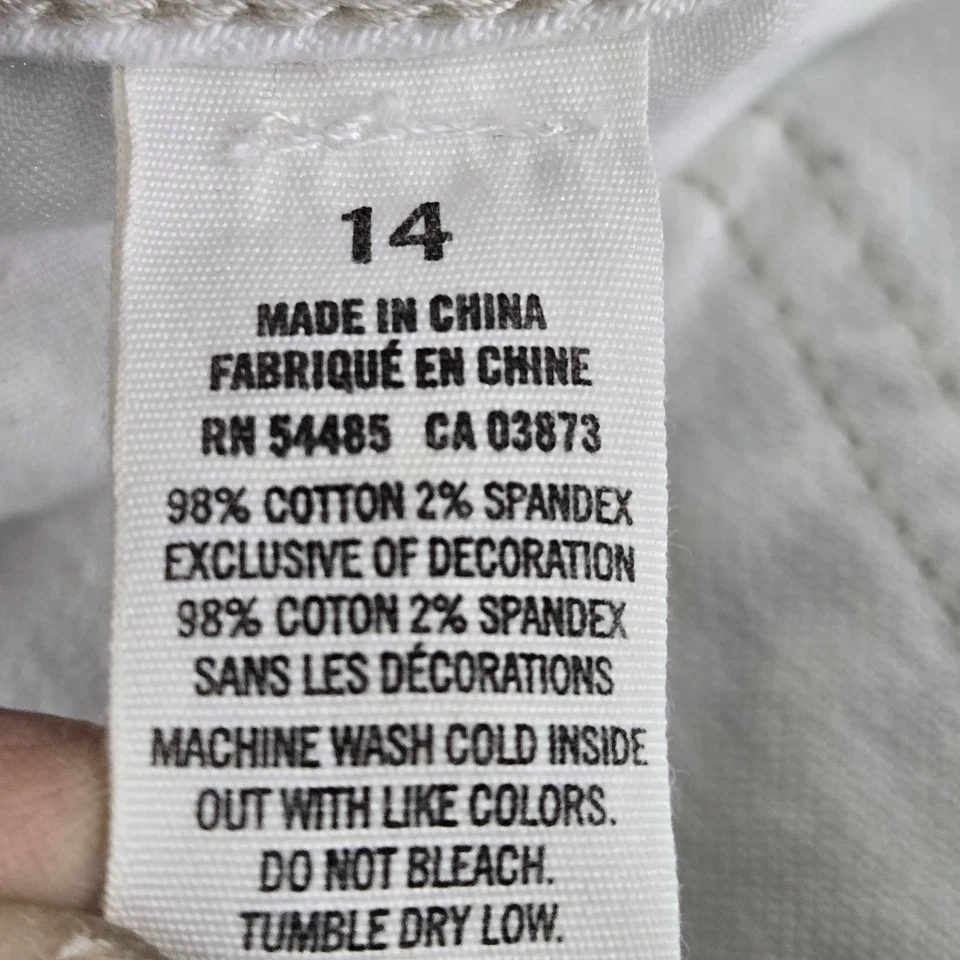 14
MADE IN CHINA
FABRIQUÉ EN CHINE
RN 54485 CA 03873
98% COTTON 2% SPANDEX
EXCLUSIVE OF DECORATION
98% COTON 2% SPANDEX
SANS LES DÉCORATIONS
MACHINE WASH COLD INSIDE
OUT WITH LIKE COLORS.
DO NOT BLEACH.
TUMBLE DRY LOW.